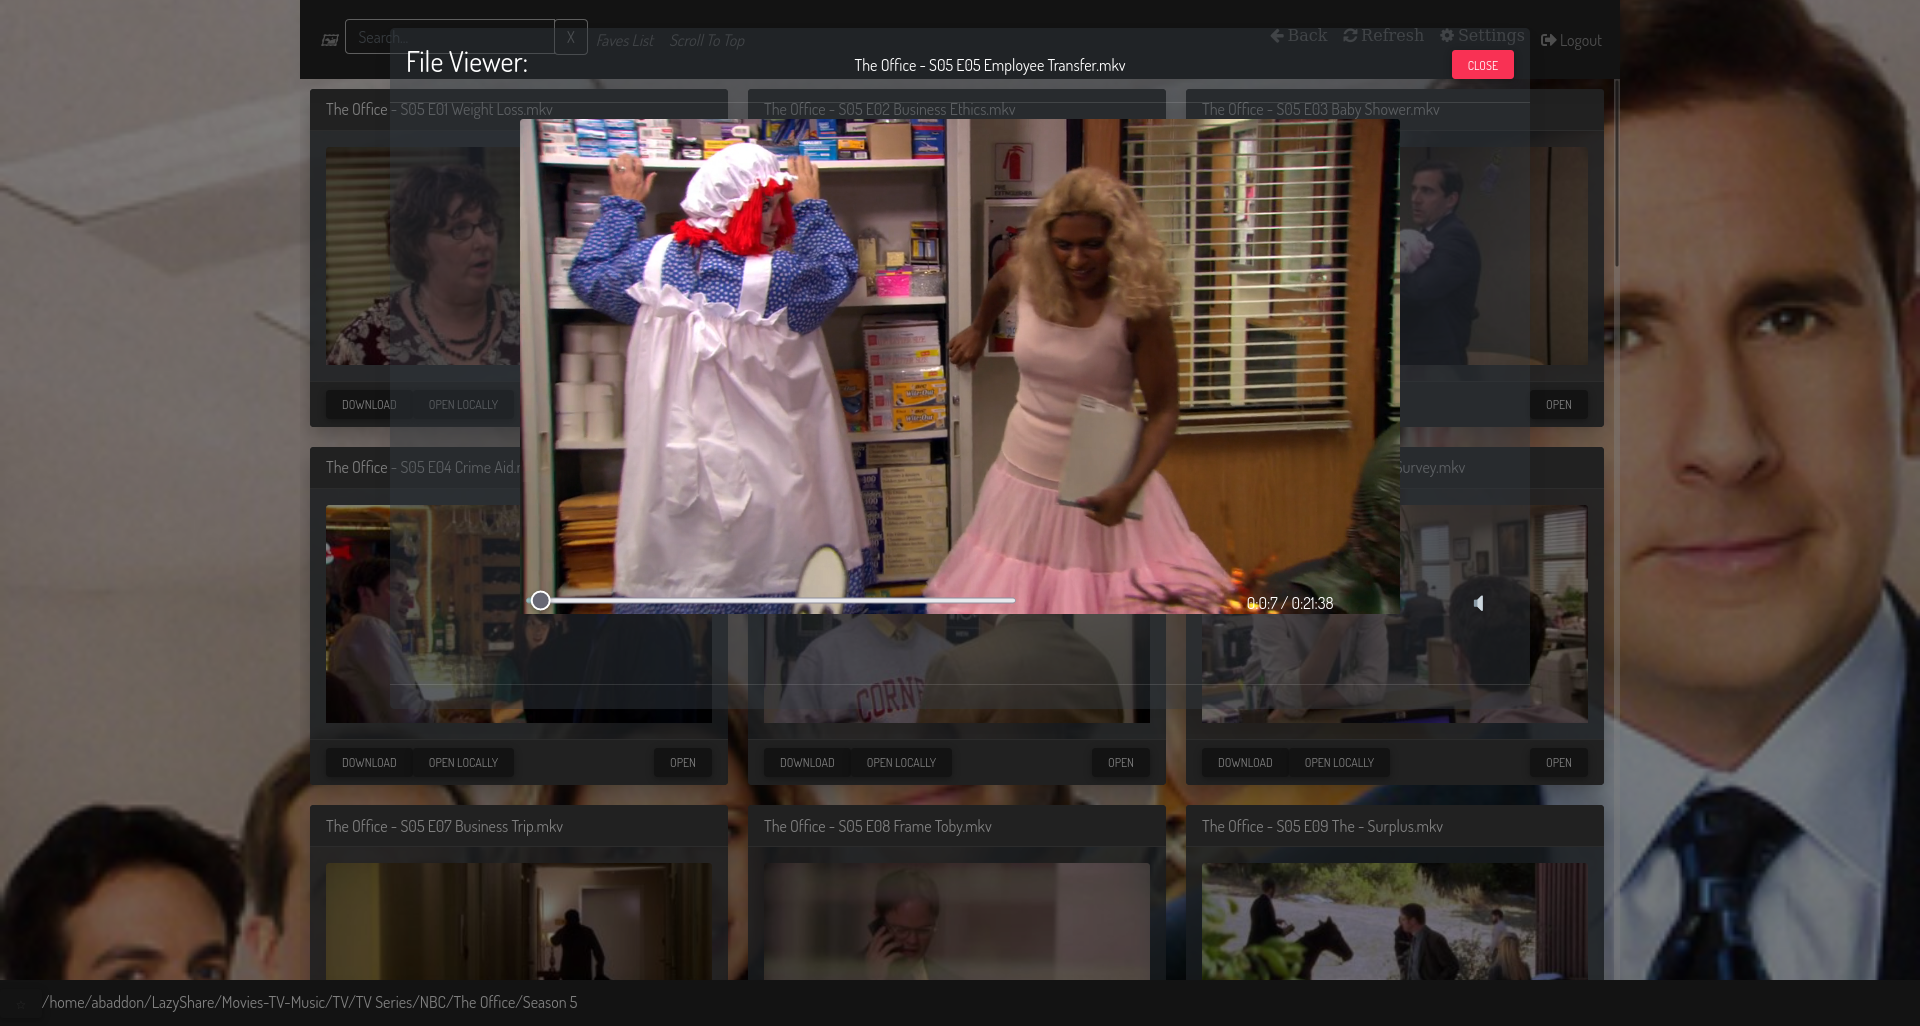 Search...
X
Faves List
Scroll To Top
Back
Refresh
Settings
Logout
File Viewer:
The Office - S05 E05 Employee Transfer.mkv
CLOSE
The Office - S05 E01 Weight Loss.mkv
The Office - S05 E02 Business Ethics.mkv
The Office - S05 E03 Baby Shower.mkv
FIRE
EXTINGUISHER
DOWNLOAD
OPEN LOCALLY
OPEN
The Office - S05 E04 Crime Aid.
Survey.mkv
0:0:7 / 0:21:38
CORNE
DOWNLOAD
OPEN LOCALLY
OPEN
DOWNLOAD
OPEN LOCALLY
OPEN
DOWNLOAD
OPEN LOCALLY
OPEN
The Office - S05 E07 Business Trip.mkv
The Office - S05 E08 Frame Toby.mkv
The Office - S05 E09 The - Surplus.mkv
/home/abaddon/LazyShare/Movies-TV-Music/TV/TV Series/NBC/The Office/Season 5